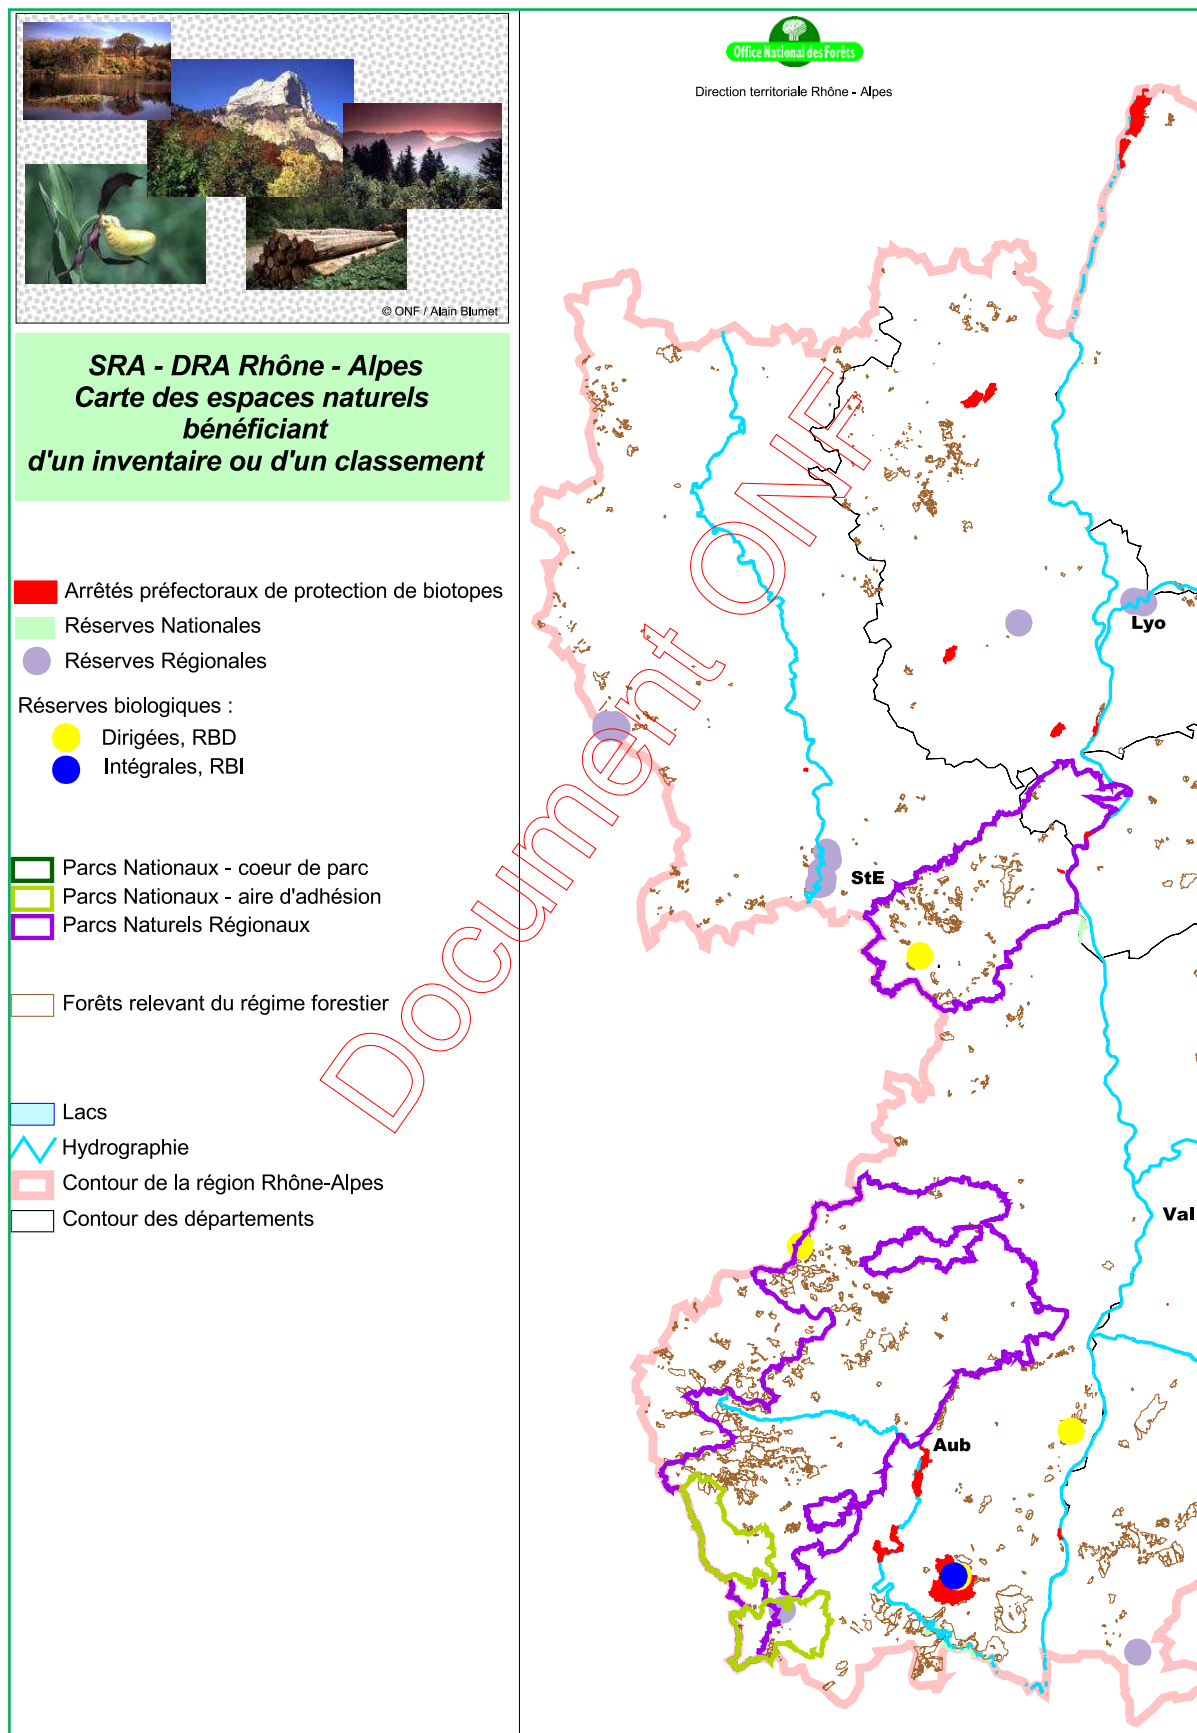 Office National des Forêts
Direction territoriale Rhône - Alpes
© ONF / Alain Blumet
SRA - DRA Rhône - Alpes
Carte des espaces naturels
bénéficiant
d'un inventaire ou d'un classement
Arrêtés préfectoraux de protection de biotopes
Réserves Nationales
Réserves Régionales
Réserves biologiques :
Dirigées, RBD
Intégrales, RBI
Parcs Nationaux - coeur de parc
Parcs Nationaux - aire d'adhésion
Parcs Naturels Régionaux
Forêts relevant du régime forestier
Lacs
Hydrographie
Contour de la région Rhône-Alpes
Contour des départements
Document ONF
Lyo
StE
Val
Aub